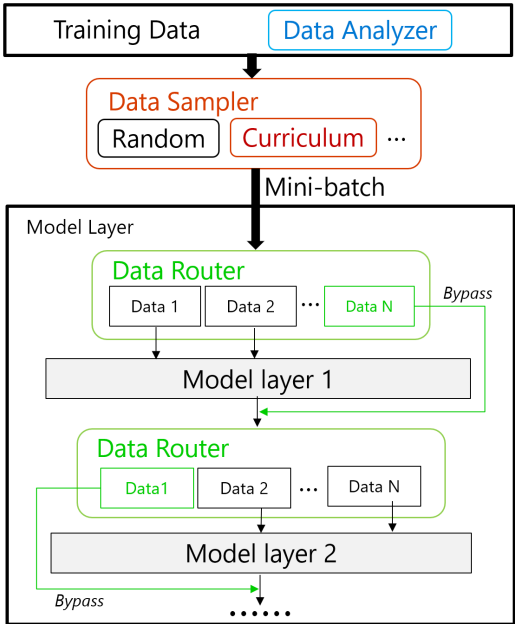 Training Data Data Analyzer
Data Sampler
Random Curriculum ...
Mini-batch
Model Layer
Data Router
Bypass
Data 1 Data 2 ... Data N
Model layer 1
Data Router
Data1 Data 2 ... Data N
Model layer 2
Bypass
......